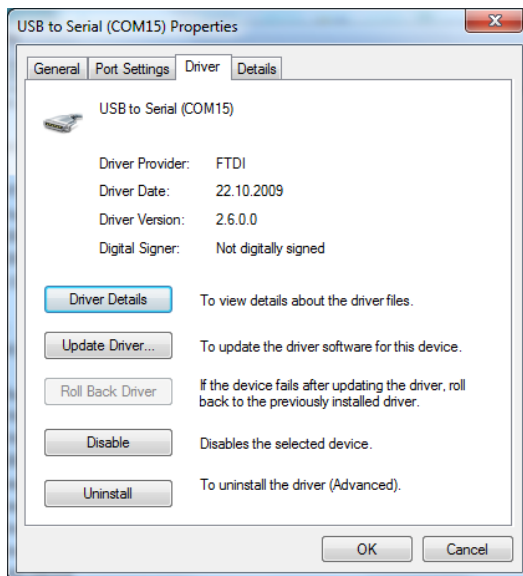 USB to Serial (COM15) Properties
General Port Settings Driver Details
USB to Serial (COM15)
Driver Provider: FTDI
Driver Date: 22.10.2009
Driver Version: 2.6.0.0
Digital Signer: Not digitally signed
Driver Details To view details about the driver files.
Update Driver... To update the driver software for this device.
Roll Back Driver If the device fails after updating the driver, roll
back to the previously installed driver.
Disable Disables the selected device.
Uninstall To uninstall the driver (Advanced).
OK Cancel